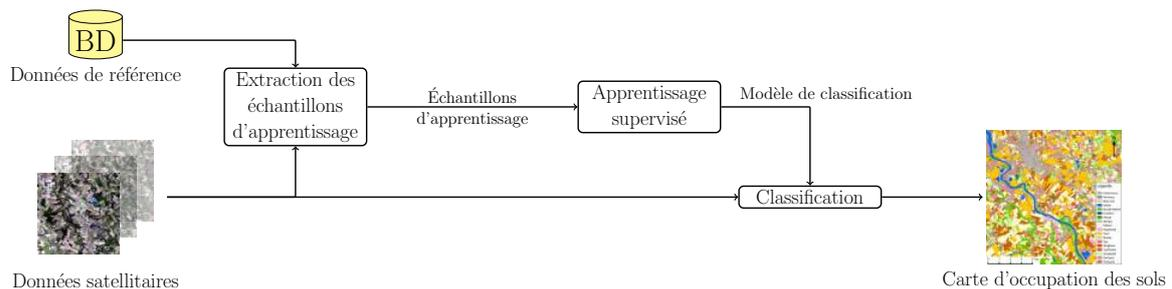 BD
Données de référence
Extraction des
échantillons
d'apprentissage
Échantillons
d'apprentissage
Apprentissage
supervisé
Modèle de classification
Données satellitaires
Classification
Carte d'occupation des sols